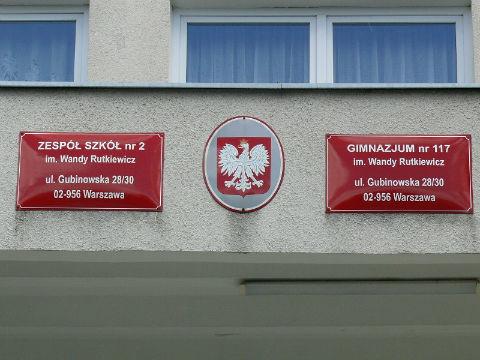 ZESPÓŁ SZKÓŁ nr 2
im. Wandy Rutkiewicz
ul. Gubinowska 28/30
02-956 Warszawa
GIMNAZJUM nr 117
im. Wandy Rutkiewicz
ul. Gubinowska 28/30
02-956 Warszawa